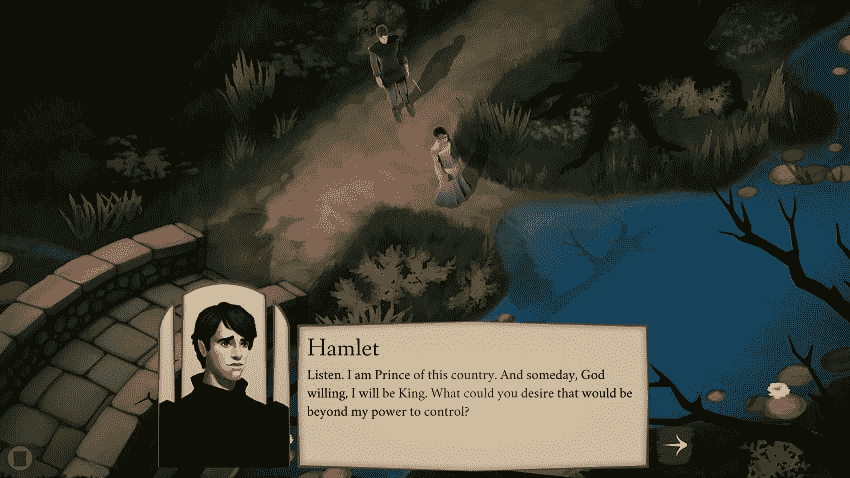 Hamlet
Listen. I am Prince of this country. And someday, God
willing, I will be King. What could you desire that would be
beyond my power to control?